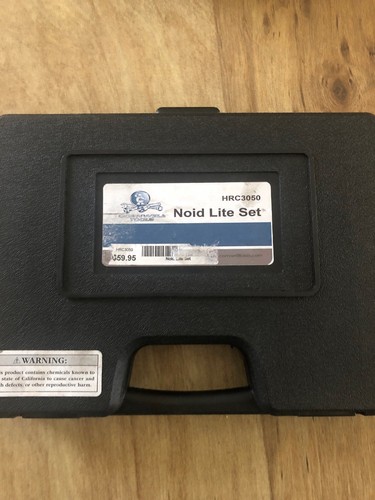 HRC3050
Noid Lite Set
HRC3050
$59.95
Noid Lite Set
⚠ WARNING:
product contains chemicals known to
state of California to cause cancer and
defects, or other reproductive harm.